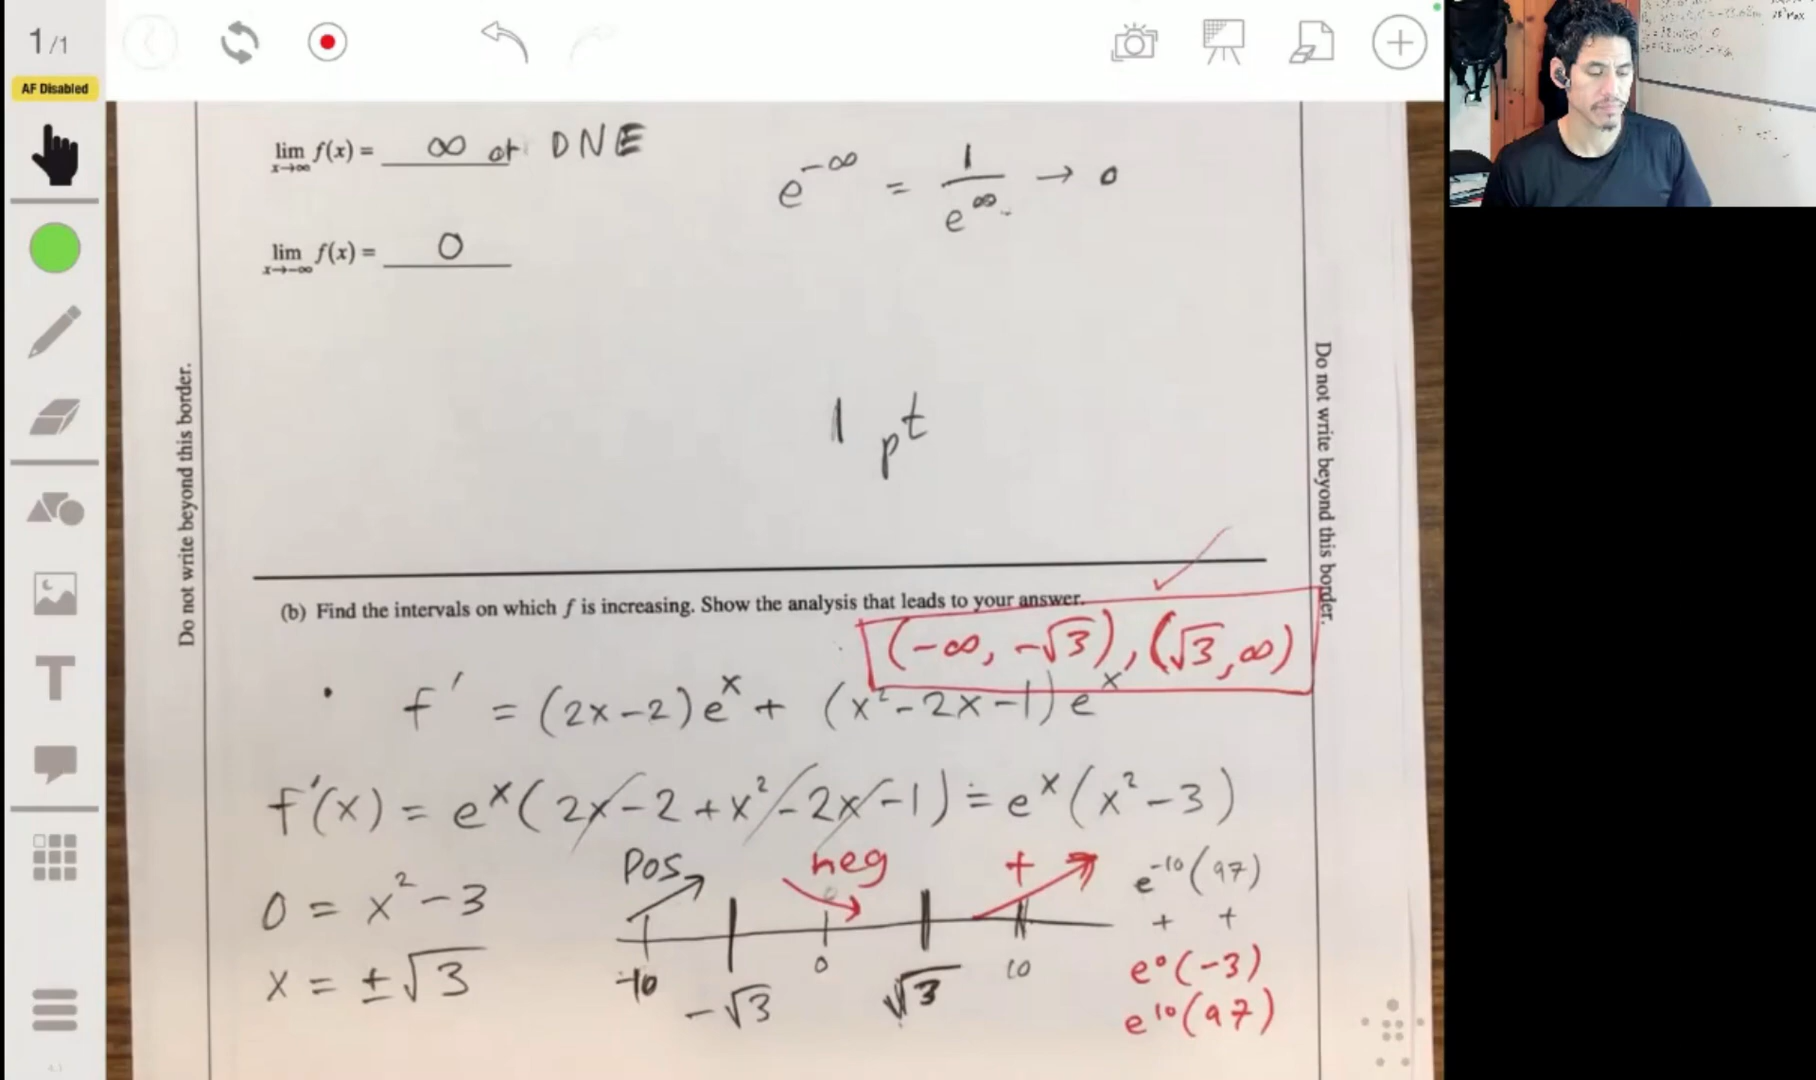 1/1
AF Disabled
lim f(x) = ∞ or DNE
x→∞
e^-∞ = 1/e^∞ → 0
lim f(x) = 0
x→-∞
1 pt
Do not write beyond this border.
Do not write beyond this border.
(b) Find the intervals on which f is increasing. Show the analysis that leads to your answer.
(-∞, -√3), (√3, ∞)
f' = (2x-2)e^x + (x²-2x-1)e^x
f'(x) = e^x(2x-2+x²-2x-1) = e^x(x²-3)
pos neg +
e^-10(97)
+ +
0 = x²-3
e^0(-3)
x = ±√3
-10 -√3 0 √3 10
e^10(97)
T